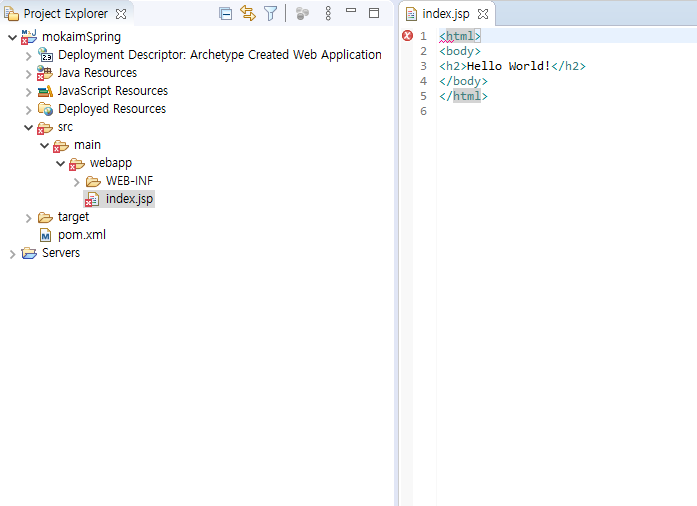 Project Explorer
mokaimSpring
Deployment Descriptor: Archetype Created Web Application
Java Resources
JavaScript Resources
Deployed Resources
src
main
webapp
WEB-INF
index.jsp
target
pom.xml
Servers
index.jsp
1 <html>
2 <body>
3 <h2>Hello World!</h2>
4 </body>
5 </html>
6